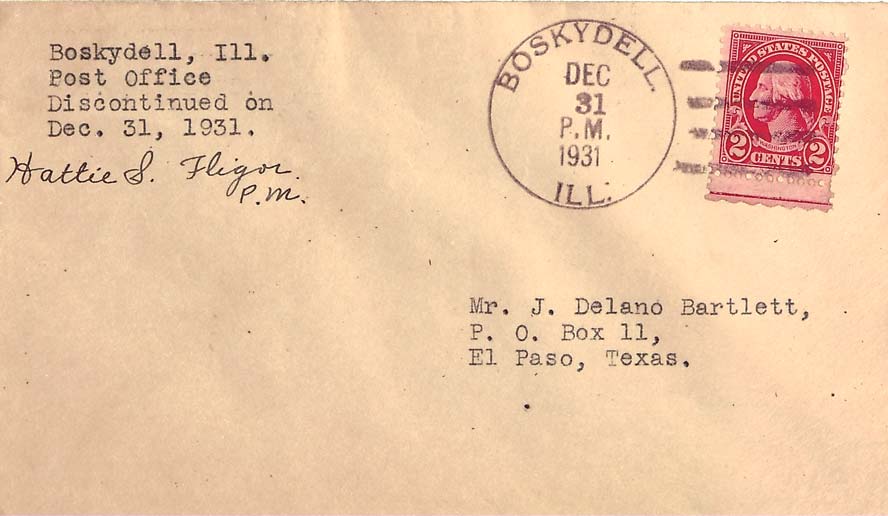 Boskydell, Ill.
Post Office
Discontinued on
Dec. 31, 1931.
Hattie S. Fligor.
P.M.
BOSKYDELL.
DEC
31
P.M.
1931
ILL.
UNITED STATES POSTAGE
WASHINGTON
2 CENTS 2
Mr. J. Delano Bartlett,
P. O. Box 11,
El Paso, Texas.